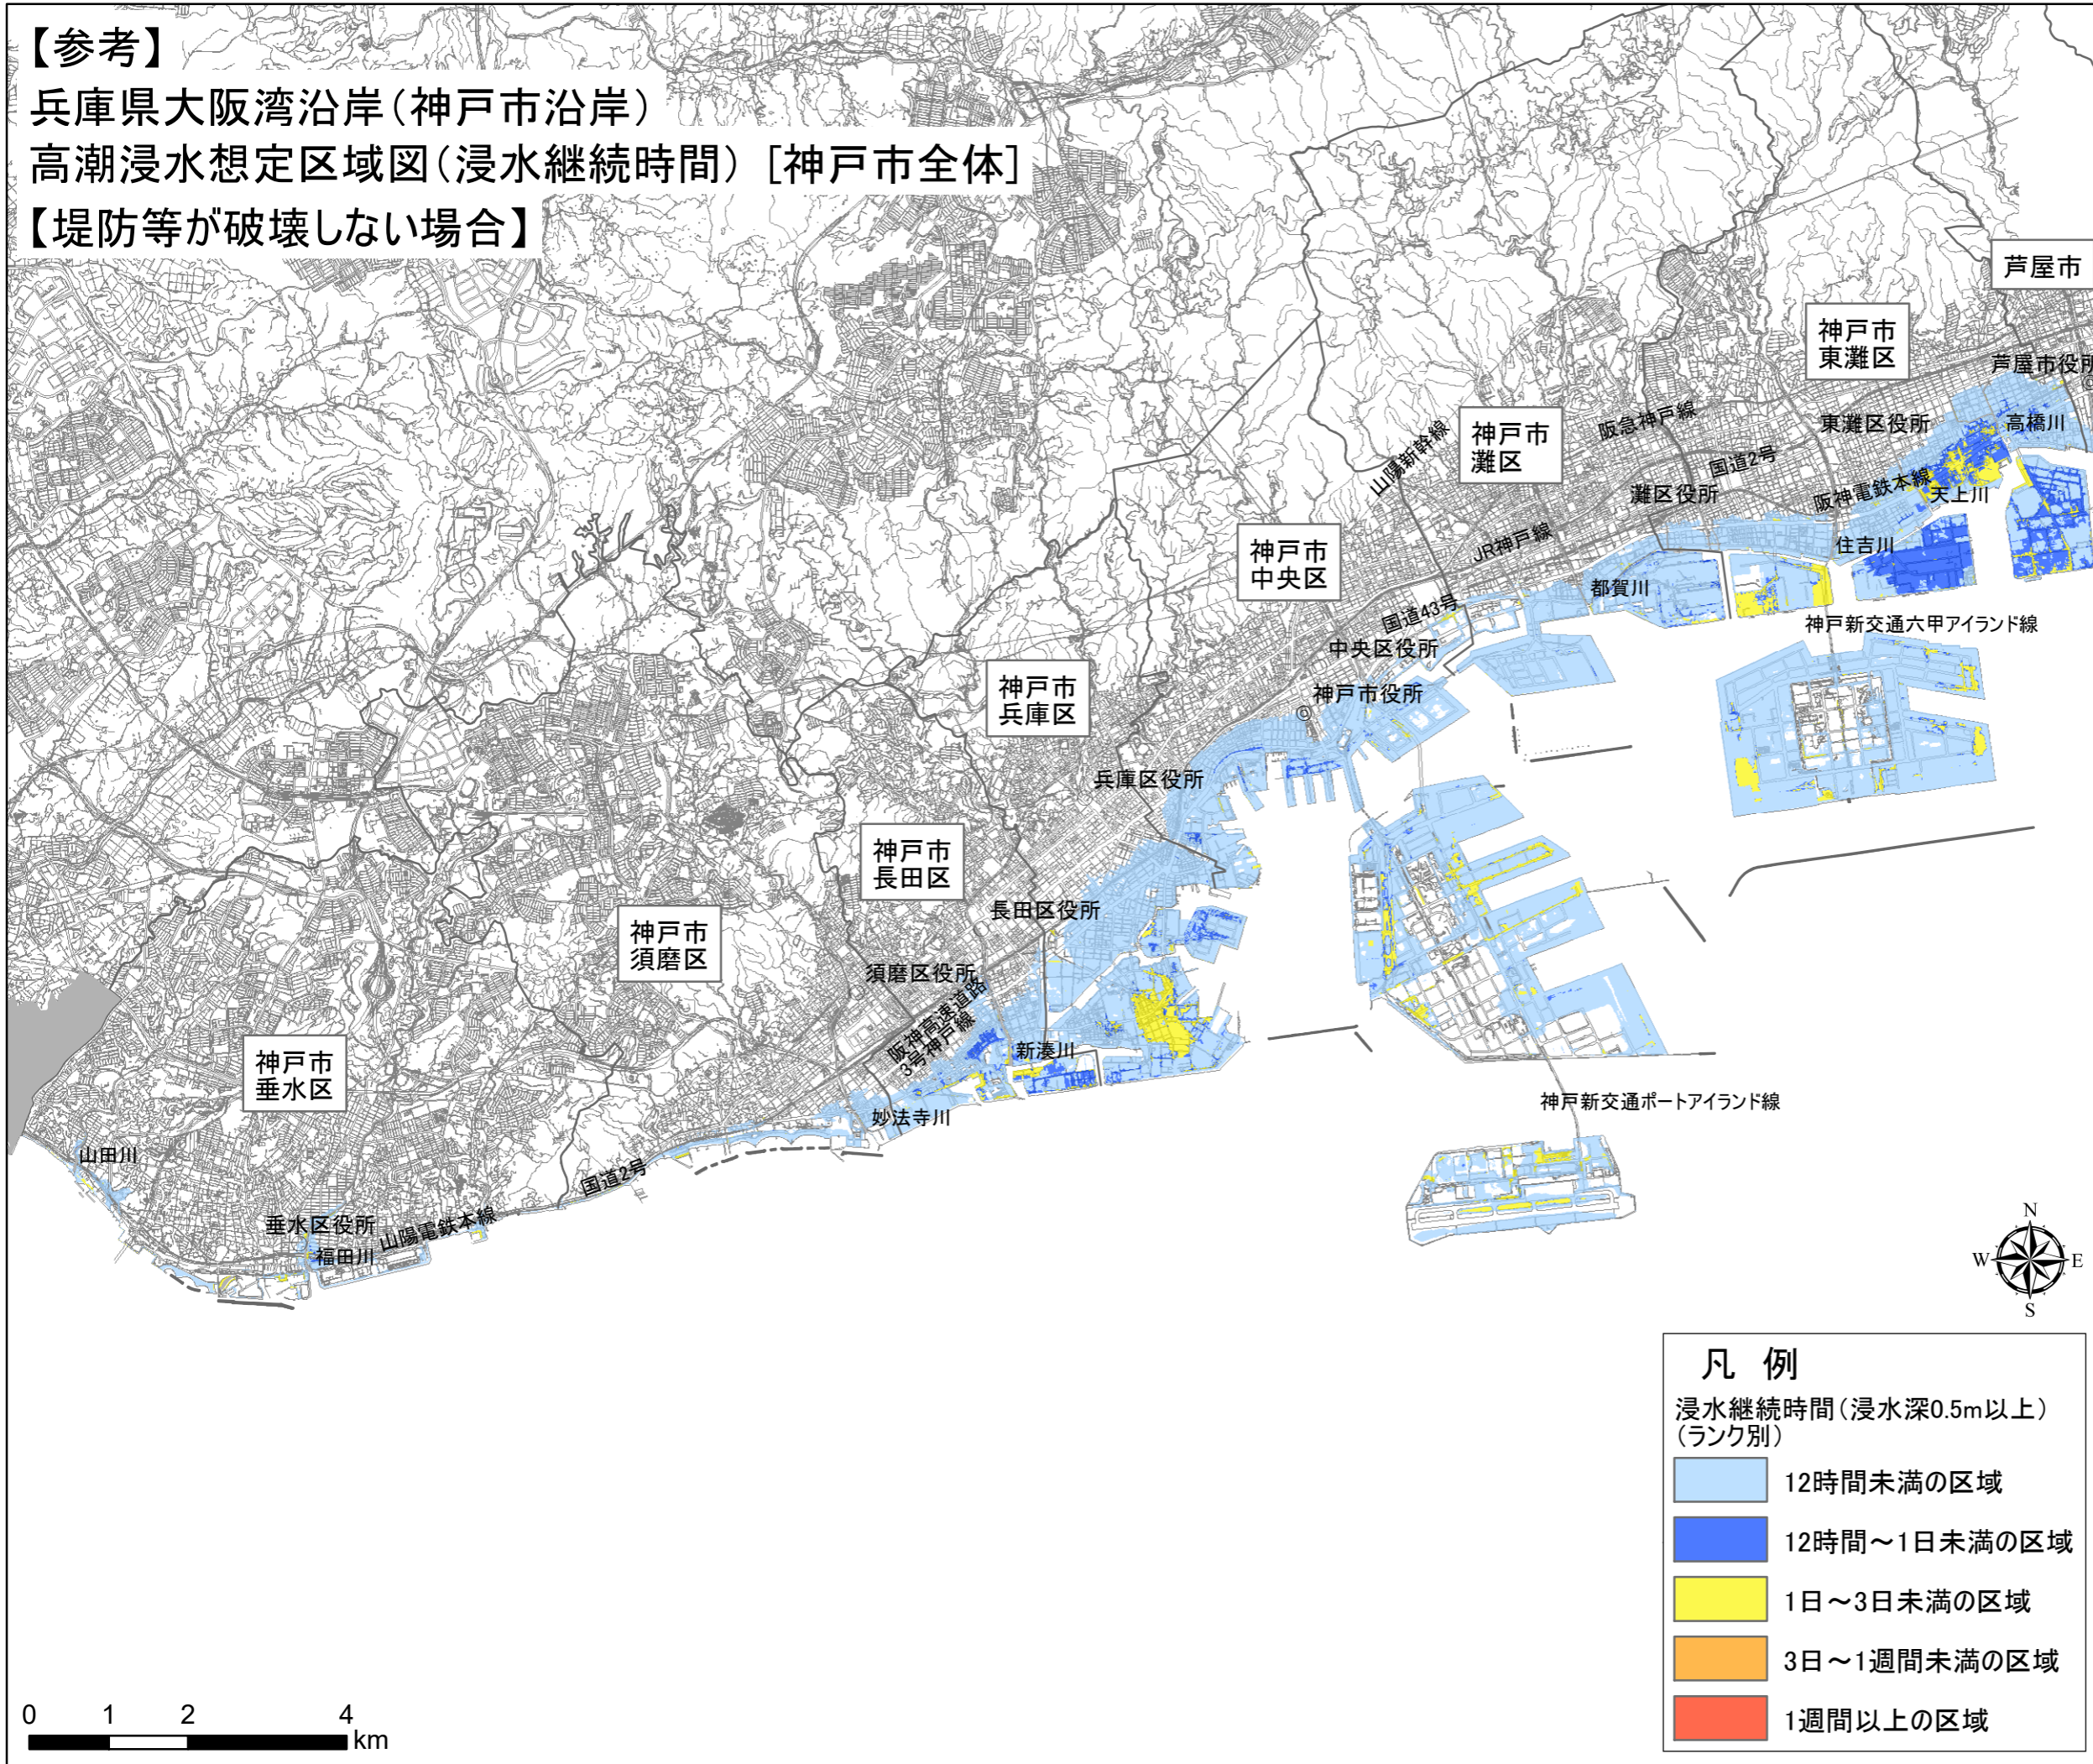 【参考】
兵庫県大阪湾沿岸(神戸市沿岸)
高潮浸水想定区域図(浸水継続時間) [神戸市全体]
【堤防等が破壊しない場合】
芦屋市
神戸市
東灘区
芦屋市役所
東灘区役所
高橋川
阪急神戸線
神戸市
灘区
山陽新幹線
国道2号
灘区役所
阪神電鉄本線
天上川
神戸市
中央区
JR神戸線
住吉川
都賀川
国道43号
神戸新交通六甲アイランド線
中央区役所
神戸市役所
神戸市
兵庫区
兵庫区役所
神戸市
長田区
長田区役所
神戸市
須磨区
須磨区役所
阪神高速道路
3号神戸線
新湊川
神戸市
垂水区
妙法寺川
神戸新交通ポートアイランド線
山田川
国道2号
垂水区役所
山陽電鉄本線
福田川
N
W
E
S
凡 例
浸水継続時間(浸水深0.5m以上)
(ランク別)
12時間未満の区域
12時間～1日未満の区域
1日～3日未満の区域
3日～1週間未満の区域
1週間以上の区域
0 1 2 4
km